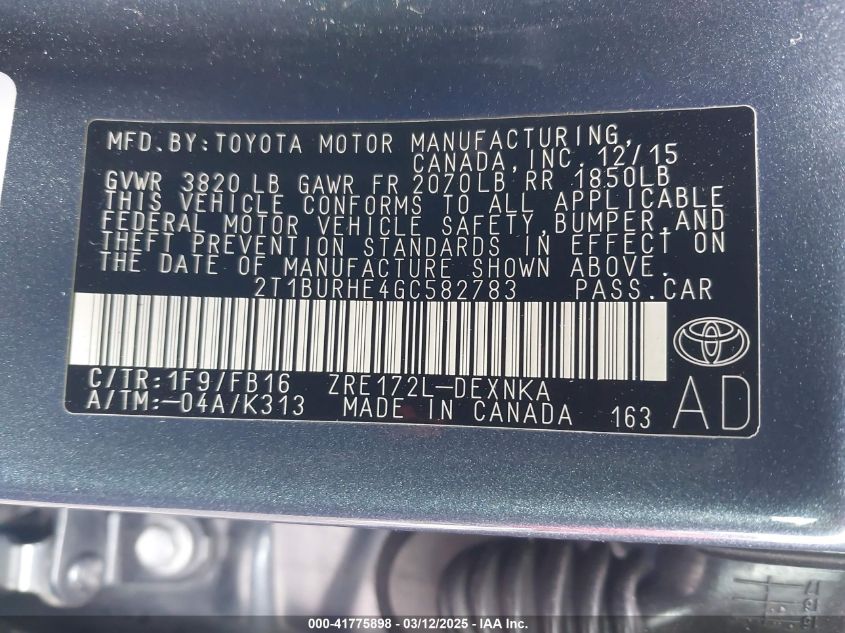 MFD.BY:TOYOTA MOTOR MANUFACTURING,
CANADA,INC. 12/15
GVWR 3820 LB GAWR FR 2070LB RR 1850LB
THIS VEHICLE CONFORMS TO ALL APPLICABLE
FEDERAL MOTOR VEHICLE SAFETY,BUMPER,AND
THEFT PREVENTION STANDARDS IN EFFECT ON
THE DATE OF MANUFACTURE SHOWN ABOVE.
2T1BURHE4GC582783 PASS.CAR
C/TR:1F9/FB16 ZRE172L-DEXNKA
A/TM:-04A/K313 MADE IN CANADA 163 AD
000-41775898 - 03/12/2025 - IAA Inc.